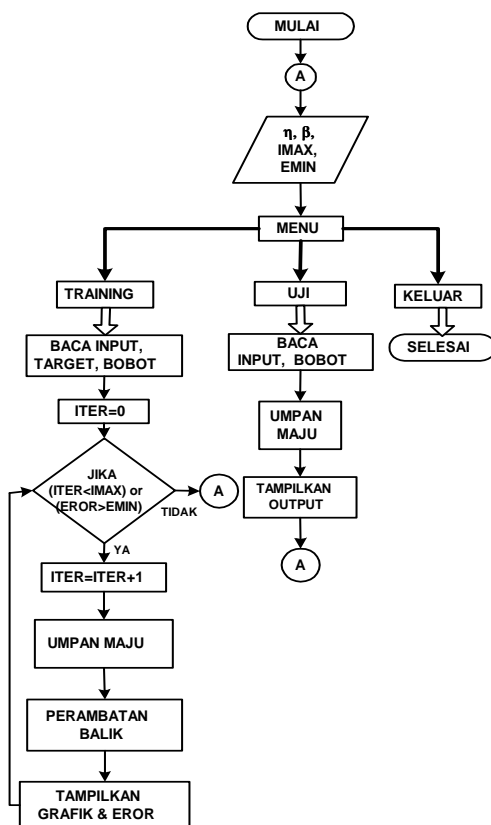 MULAI
A
η, β,
IMAX,
EMIN
MENU
TRAINING
BACA INPUT,
TARGET, BOBOT
ITER=0
JIKA
(ITER<IMAX) or
(EROR>EMIN)
TIDAK
A
YA
ITER=ITER+1
UMPAN MAJU
PERAMBATAN
BALIK
TAMPILKAN
GRAFIK & EROR
UJI
BACA
INPUT, BOBOT
UMPAN
MAJU
TAMPILKAN
OUTPUT
A
KELUAR
SELESAI